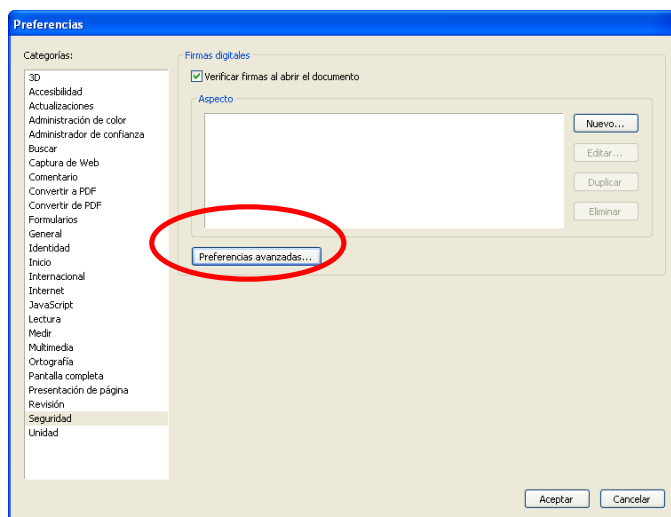 Preferencias
Categorías:
3D
Accesibilidad
Actualizaciones
Administración de color
Administrador de confianza
Buscar
Captura de Web
Comentario
Convertir a PDF
Convertir de PDF
Formularios
General
Identidad
Inicio
Internacional
Internet
JavaScript
Lectura
Medir
Multimedia
Ortografía
Pantalla completa
Presentación de página
Revisión
Seguridad
Unidad
Firmas digitales
Verificar firmas al abrir el documento
Aspecto
Nuevo...
Editar...
Duplicar
Eliminar
Preferencias avanzadas...
Aceptar
Cancelar